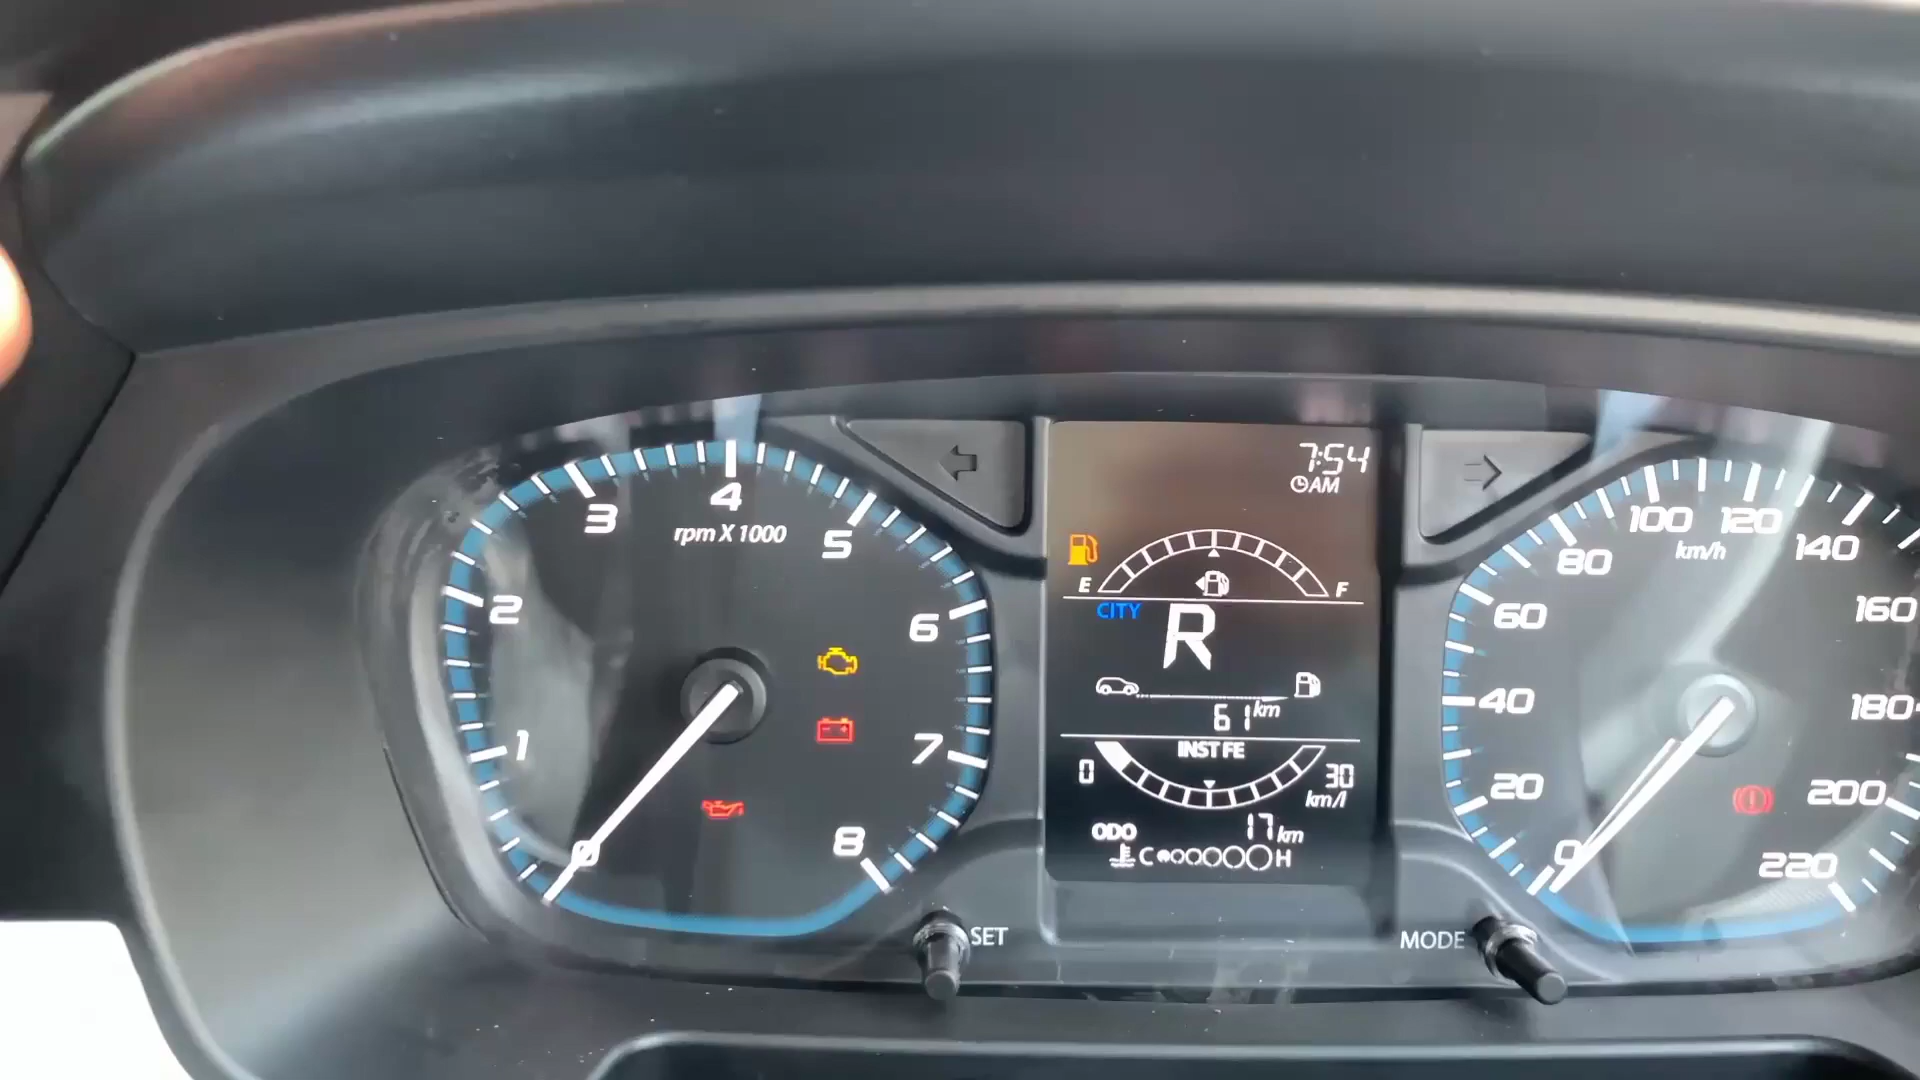 7:54
AM
E F
CITY
R
61 km
INST FE
0 30
km/l
ODO 17 km
C H
0 1 2 3 4 5 6 7 8
rpm X 1000
0 20 40 60 80 100 120 140 160 180 200 220
km/h
SET
MODE